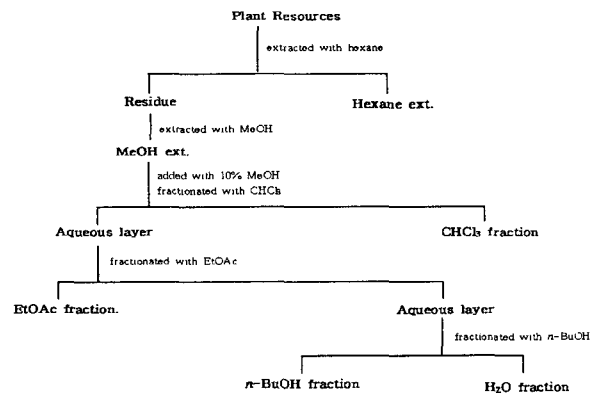 Plant Resources
extracted with hexane
Residue
Hexane ext.
extracted with MeOH
MeOH ext.
added with 10% MeOH
fractionated with CHCl₃
Aqueous layer
CHCl₃ fraction
fractionated with EtOAc
EtOAc fraction.
Aqueous layer
fractionated with n-BuOH
n-BuOH fraction
H₂O fraction